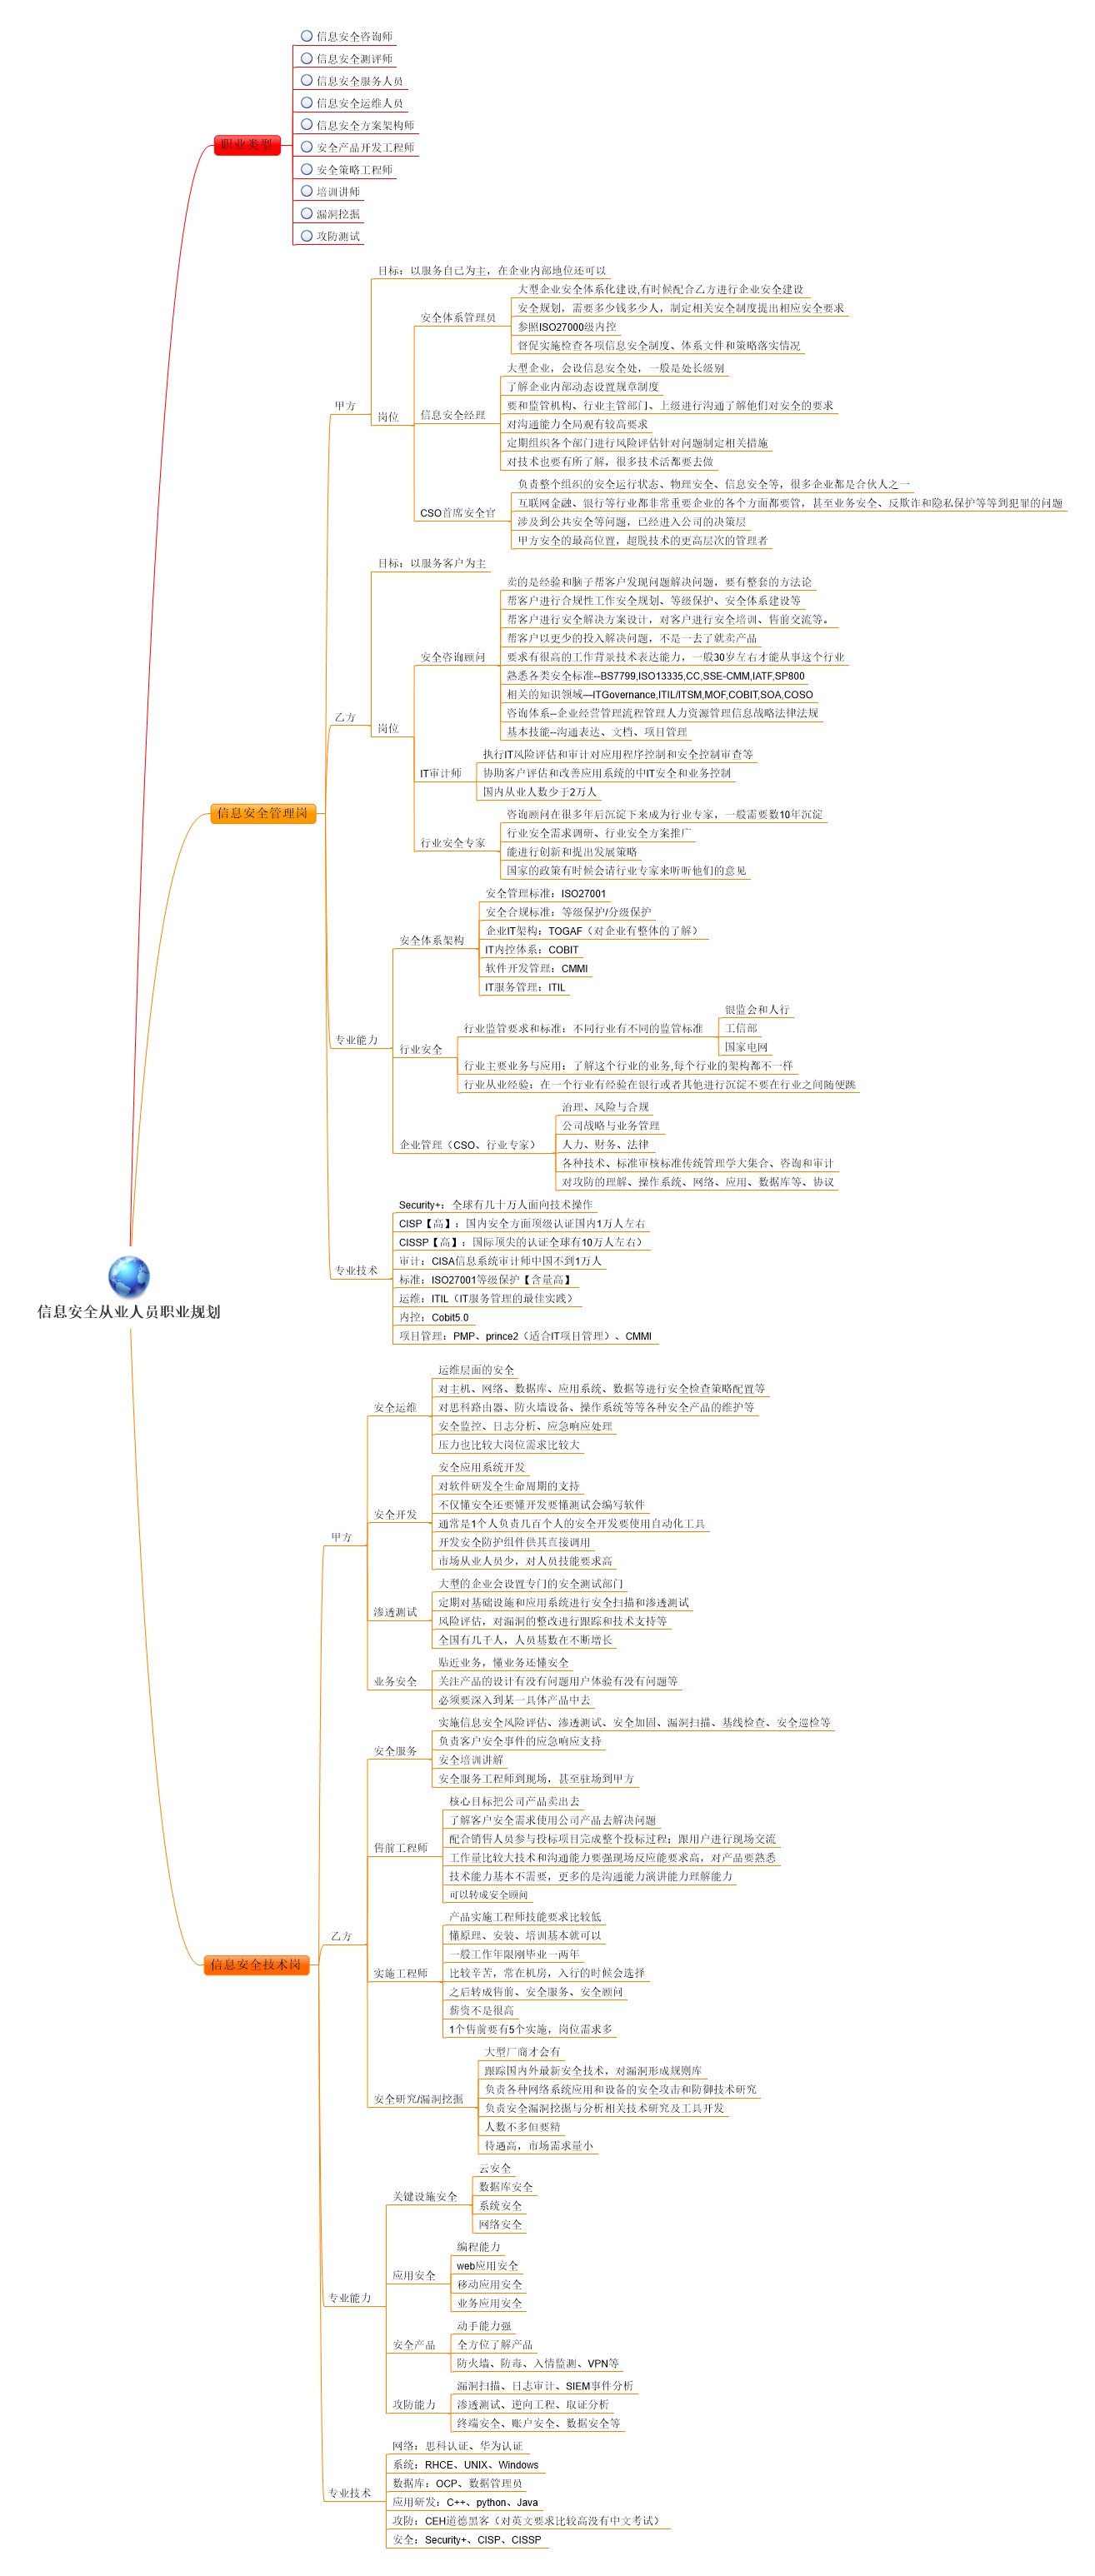 信息安全从业人员职业规划
职业类型
信息安全咨询师
信息安全测评师
信息安全服务人员
信息安全运维人员
信息安全方案架构师
安全产品开发工程师
安全策略工程师
培训讲师
漏洞挖掘
攻防测试
信息安全管理岗
甲方
目标：以服务自己为主，在企业内部地位还可以
岗位
安全体系管理员
大型企业安全体系化建设,有时候配合乙方进行企业安全建设
安全规划，需要多少钱多少人，制定相关安全制度提出相应安全要求
参照ISO27000级内控
督促实施检查各项信息安全制度、体系文件和策略落实情况
信息安全经理
大型企业，会设信息安全处，一般是处长级别
了解企业内部动态设置规章制度
要和监管机构、行业主管部门、上级进行沟通了解他们对安全的要求
对沟通能力全局观有较高要求
定期组织各个部门进行风险评估针对问题制定相关措施
对技术也要有所了解，很多技术活都要去做
CSO首席安全官
负责整个组织的安全运行状态、物理安全、信息安全等，很多企业都是合伙人之一
互联网金融、银行等行业都非常重要企业的各个方面都要管，甚至业务安全、反欺诈和隐私保护等等到犯罪的问题
涉及到公共安全等问题，已经进入公司的决策层
甲方安全的最高位置，超脱技术的更高层次的管理者
乙方
目标：以服务客户为主
岗位
安全咨询顾问
卖的是经验和脑子帮客户发现问题解决问题，要有整套的方法论
帮客户进行合规性工作安全规划、等级保护、安全体系建设等
帮客户进行安全解决方案设计，对客户进行安全培训、售前交流等。
帮客户以更少的投入解决问题，不是一去了就卖产品
要求有很高的工作背景技术表达能力，一般30岁左右才能从事这个行业
熟悉各类安全标准--BS7799,ISO13335,CC,SSE-CMM,IATF,SP800
相关的知识领域—ITGovernance,ITIL/ITSM,MOF,COBIT,SOA,COSO
咨询体系--企业经营管理流程管理人力资源管理信息战略法律法规
基本技能--沟通表达、文档、项目管理
IT审计师
执行IT风险评估和审计对应用程序控制和安全控制审查等
协助客户评估和改善应用系统的中IT安全和业务控制
国内从业人数少于2万人
行业安全专家
咨询顾问在很多年后沉淀下来成为行业专家，一般需要数10年沉淀
行业安全需求调研、行业安全方案推广
能进行创新和提出发展策略
国家的政策有时候会请行业专家来听听他们的意见
专业能力
安全体系架构
安全管理标准：ISO27001
安全合规标准：等级保护/分级保护
企业IT架构：TOGAF（对企业有整体的了解）
IT内控体系：COBIT
软件开发管理：CMMI
IT服务管理：ITIL
行业安全
行业监管要求和标准：不同行业有不同的监管标准
银监会和人行
工信部
国家电网
行业主要业务与应用：了解这个行业的业务,每个行业的架构都不一样
行业从业经验：在一个行业有经验在银行或者其他进行沉淀不要在行业之间随便跳
企业管理（CSO、行业专家）
治理、风险与合规
公司战略与业务管理
人力、财务、法律
各种技术、标准审核标准传统管理学大集合、咨询和审计
对攻防的理解、操作系统、网络、应用、数据库等、协议
专业技术
Security+：全球有几十万人面向技术操作
CISP【高】：国内安全方面顶级认证国内1万人左右
CISSP【高】：国际顶尖的认证全球有10万人左右）
审计：CISA信息系统审计师中国不到1万人
标准：ISO27001等级保护【含量高】
运维：ITIL（IT服务管理的最佳实践）
内控：Cobit5.0
项目管理：PMP、prince2（适合IT项目管理）、CMMI
信息安全技术岗
甲方
安全运维
运维层面的安全
对主机、网络、数据库、应用系统、数据等进行安全检查策略配置等
对思科路由器、防火墙设备、操作系统等等各种安全产品的维护等
安全监控、日志分析、应急响应处理
压力也比较大岗位需求比较大
安全开发
安全应用系统开发
对软件研发全生命周期的支持
不仅懂安全还要懂开发要懂测试会编写软件
通常是1个人负责几百个人的安全开发要使用自动化工具
开发安全防护组件供其直接调用
市场从业人员少，对人员技能要求高
渗透测试
大型的企业会设置专门的安全测试部门
定期对基础设施和应用系统进行安全扫描和渗透测试
风险评估，对漏洞的整改进行跟踪和技术支持等
全国有几千人，人员基数在不断增长
业务安全
贴近业务，懂业务还懂安全
关注产品的设计有没有问题用户体验有没有问题等
必须要深入到某一具体产品中去
乙方
安全服务
实施信息安全风险评估、渗透测试、安全加固、漏洞扫描、基线检查、安全巡检等
负责客户安全事件的应急响应支持
安全培训讲解
安全服务工程师到现场，甚至驻场到甲方
售前工程师
核心目标把公司产品卖出去
了解客户安全需求使用公司产品去解决问题
配合销售人员参与投标项目完成整个投标过程；跟用户进行现场交流
工作量比较大技术和沟通能力要强现场反应能要求高，对产品要熟悉
技术能力基本不需要，更多的是沟通能力演讲能力理解能力
可以转成安全顾问
实施工程师
产品实施工程师技能要求比较低
懂原理、安装、培训基本就可以
一般工作年限刚毕业一两年
比较辛苦，常在机房，入行的时候会选择
之后转成售前、安全服务、安全顾问
薪资不是很高
1个售前要有5个实施，岗位需求多
安全研究/漏洞挖掘
大型厂商才会有
跟踪国内外最新安全技术，对漏洞形成规则库
负责各种网络系统应用和设备的安全攻击和防御技术研究
负责安全漏洞挖掘与分析相关技术研究及工具开发
人数不多但要精
待遇高，市场需求量小
专业能力
关键设施安全
云安全
数据库安全
系统安全
网络安全
应用安全
编程能力
web应用安全
移动应用安全
业务应用安全
安全产品
动手能力强
全方位了解产品
防火墙、防毒、入情监测、VPN等
攻防能力
漏洞扫描、日志审计、SIEM事件分析
渗透测试、逆向工程、取证分析
终端安全、账户安全、数据安全等
专业技术
网络：思科认证、华为认证
系统：RHCE、UNIX、Windows
数据库：OCP、数据管理员
应用研发：C++、python、Java
攻防：CEH道德黑客（对英文要求比较高没有中文考试）
安全：Security+、CISP、CISSP